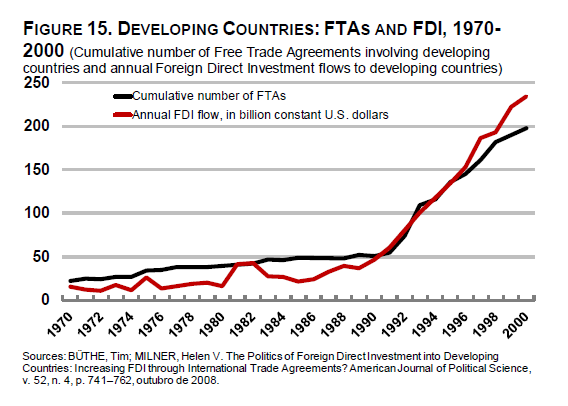 FIGURE 15. DEVELOPING COUNTRIES: FTAS AND FDI, 1970-
2000 (Cumulative number of Free Trade Agreements involving developing
countries and annual Foreign Direct Investment flows to developing countries)
250
200
150
100
50
0
Cumulative number of FTAs
Annual FDI flow, in billion constant U.S. dollars
1970
1972
1974
1976
1978
1980
1982
1984
1986
1988
1990
1992
1994
1996
1998
2000
Sources: BÜTHE, Tim; MILNER, Helen V. The Politics of Foreign Direct Investment into Developing
Countries: Increasing FDI through International Trade Agreements? American Journal of Political Science,
v. 52, n. 4, p. 741–762, outubro de 2008.